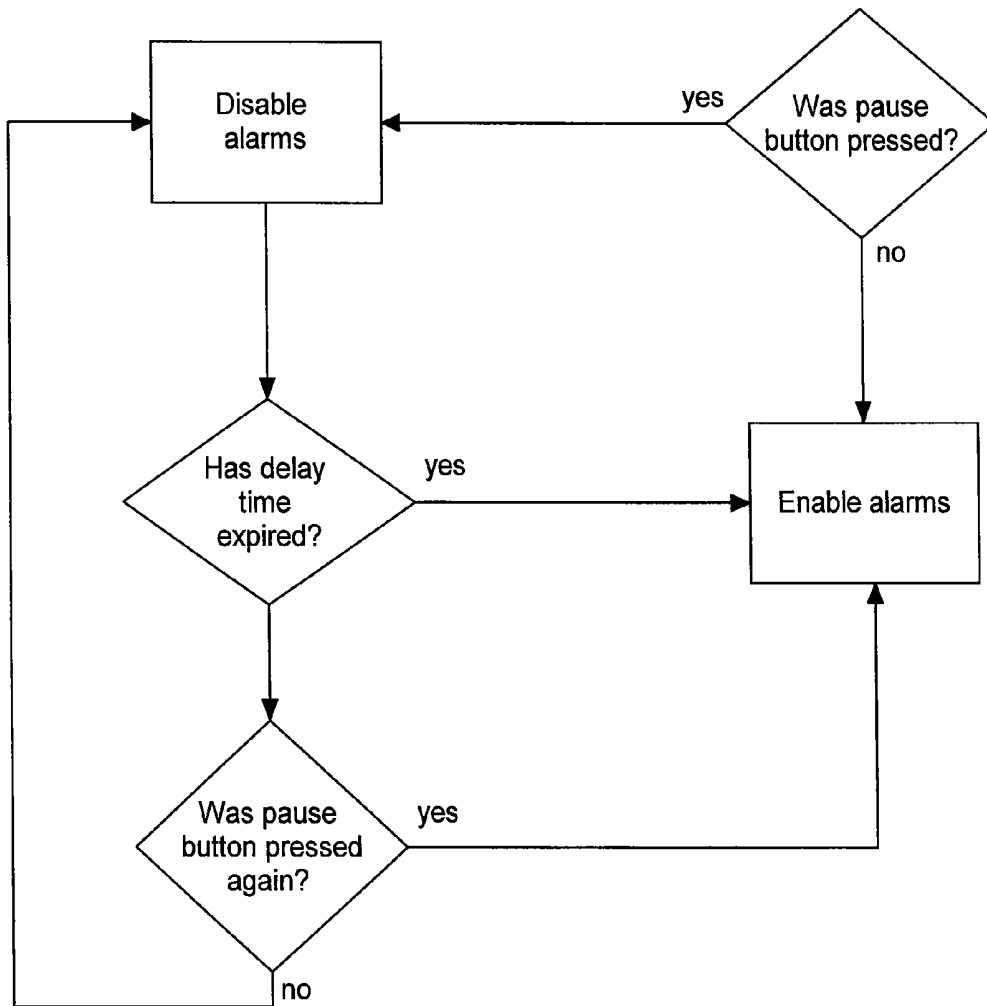 Disable
alarms
yes
Was pause
button pressed?
no
Has delay
time
expired?
yes
Enable alarms
Was pause
button pressed
again?
yes
no